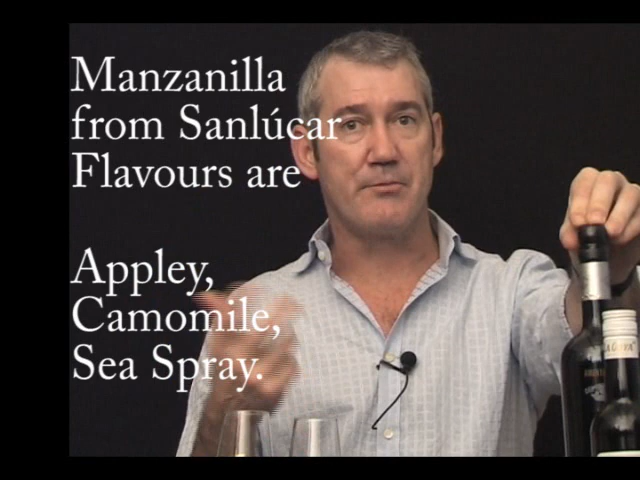 Manzanilla
from Sanlúcar
Flavours are
Appley,
Camomile,
Sea Spray.